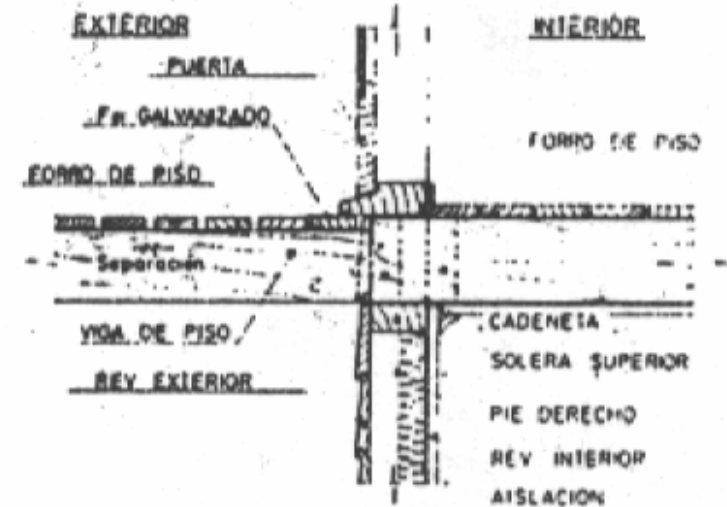 EXTERIOR
INTERIOR
PUERTA
Fe GALVANIZADO
FORRO DE PISO
FORRO DE PISO
Separación
VIGA DE PISO
REV EXTERIOR
CADENETA
SOLERA SUPERIOR
PIE DERECHO
REV INTERIOR
AISLACION